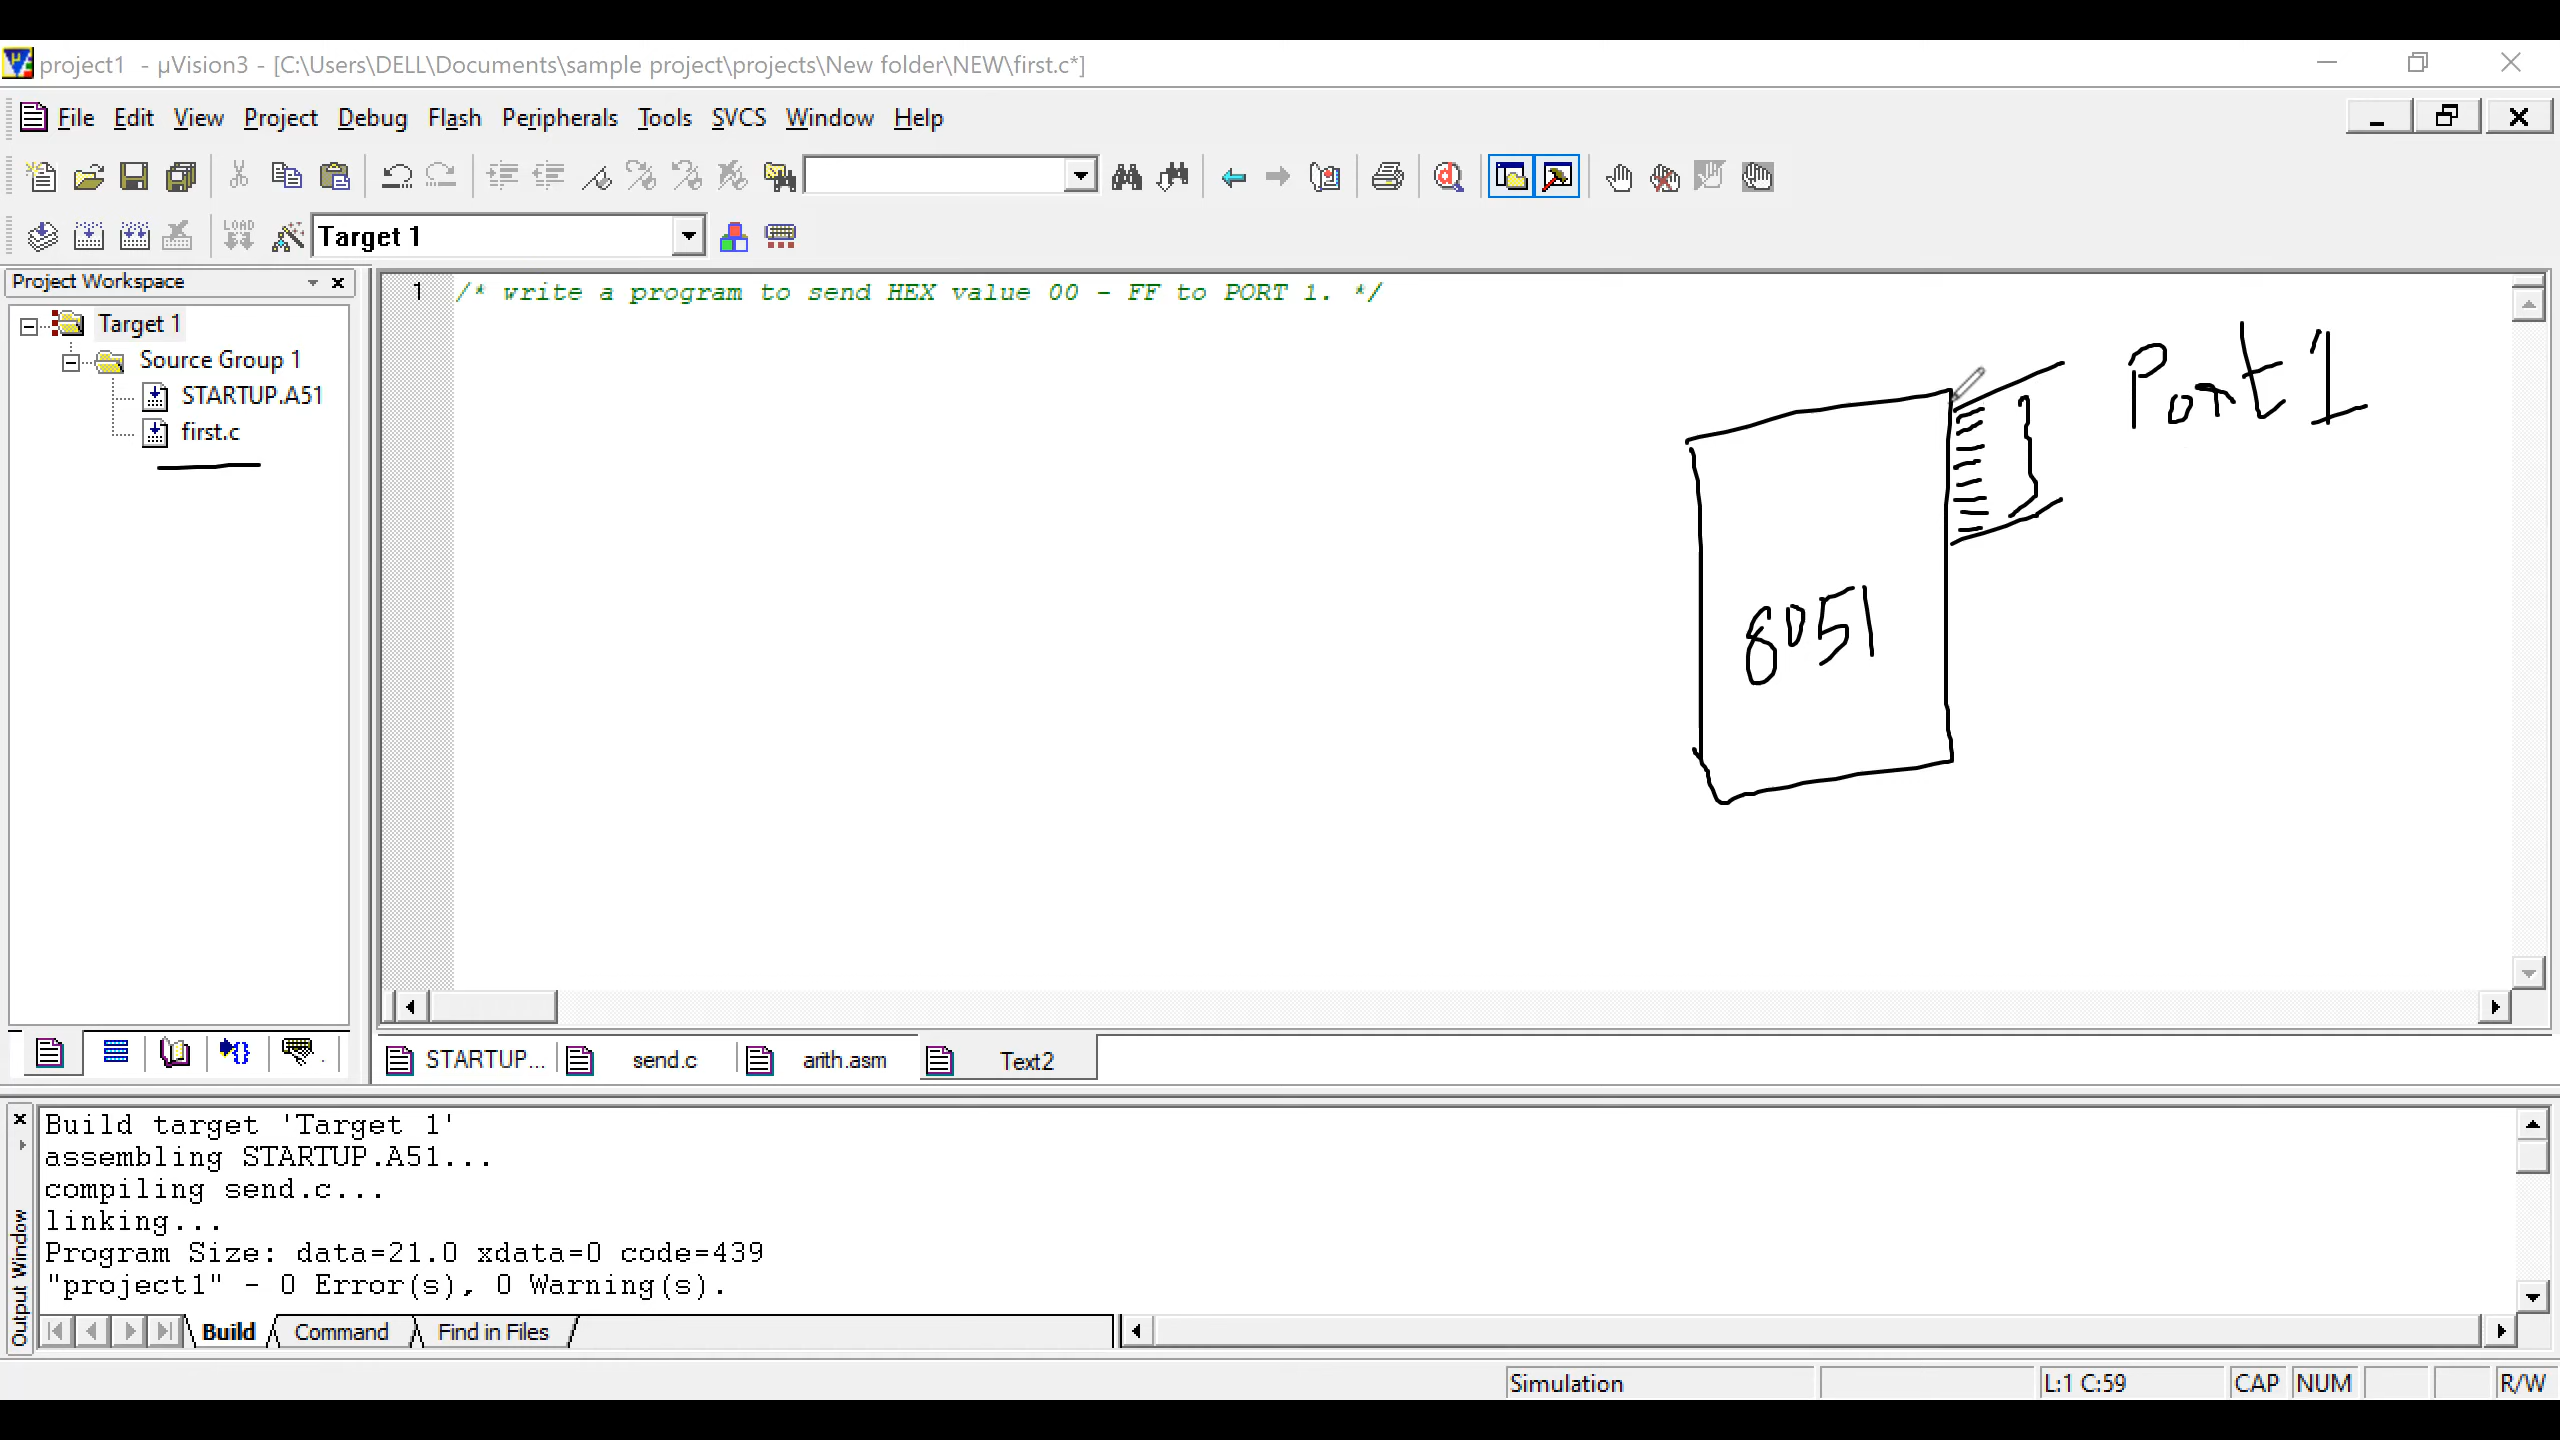 project1 - µVision3 - [C:\Users\DELL\Documents\sample project\projects\New folder\NEW\first.c*]
File Edit View Project Debug Flash Peripherals Tools SVCS Window Help
LOAD
Target 1
Project Workspace
Target 1
Source Group 1
STARTUP.A51
first.c
1 /* write a program to send HEX value 00 - FF to PORT 1. */
Port 1
8051
STARTUP... send.c arith.asm Text2
Output Window
Build target 'Target 1'
assembling STARTUP.A51...
compiling send.c...
linking...
Program Size: data=21.0 xdata=0 code=439
"project1" - 0 Error(s), 0 Warning(s).
Build Command Find in Files
Simulation L:1 C:59 CAP NUM R/W